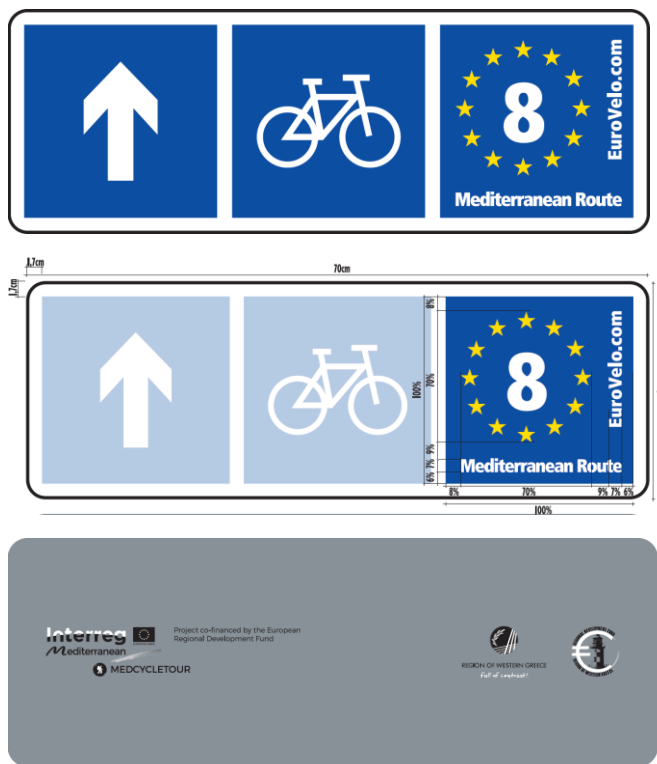 8
EuroVelo.com
Mediterranean Route
1,7cm
70cm
1,7cm
8%
70%
100%
9%
7%
6%
8
EuroVelo.com
Mediterranean Route
8%
70%
9%
7%
6%
100%
Interreg
Mediterranean
MEDCYCLETOUR
Project co-financed by the European
Regional Development Fund
REGION OF WESTERN GREECE
full of contrast!